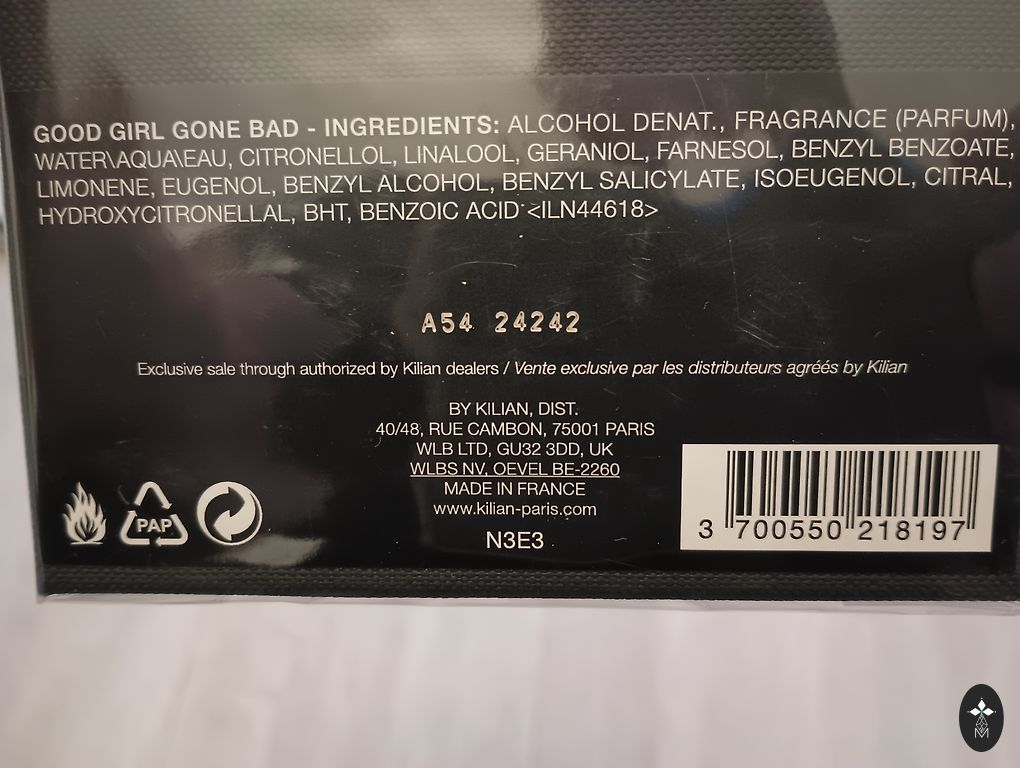 GOOD GIRL GONE BAD - INGREDIENTS: ALCOHOL DENAT., FRAGRANCE (PARFUM),
WATER\AQUA\EAU, CITRONELLOL, LINALOOL, GERANIOL, FARNESOL, BENZYL BENZOATE,
LIMONENE, EUGENOL, BENZYL ALCOHOL, BENZYL SALICYLATE, ISOEUGENOL, CITRAL,
HYDROXYCITRONELLAL, BHT, BENZOIC ACID <ILN44618>
A54 24242
Exclusive sale through authorized by Kilian dealers / Vente exclusive par les distributeurs agréés by Kilian
BY KILIAN, DIST.
40/48, RUE CAMBON, 75001 PARIS
WLB LTD, GU32 3DD, UK
WLBS NV, OEVEL BE-2260
MADE IN FRANCE
www.kilian-paris.com
N3E3
PAP
3 700550 218197
M